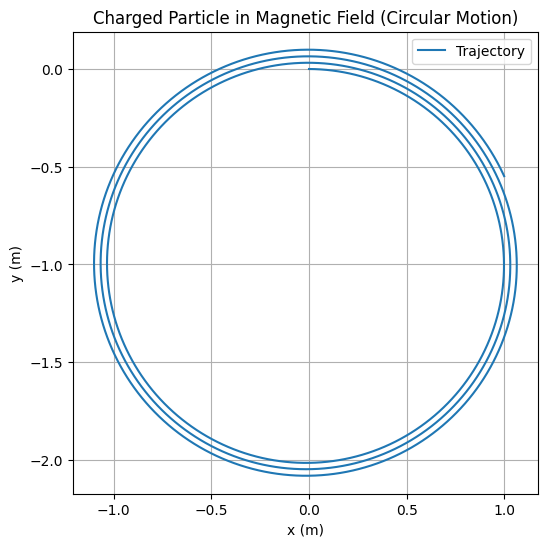 Charged Particle in Magnetic Field (Circular Motion)
Trajectory
0.0
−0.5
−1.0
−1.5
−2.0
y (m)
−1.0 −0.5 0.0 0.5 1.0
x (m)